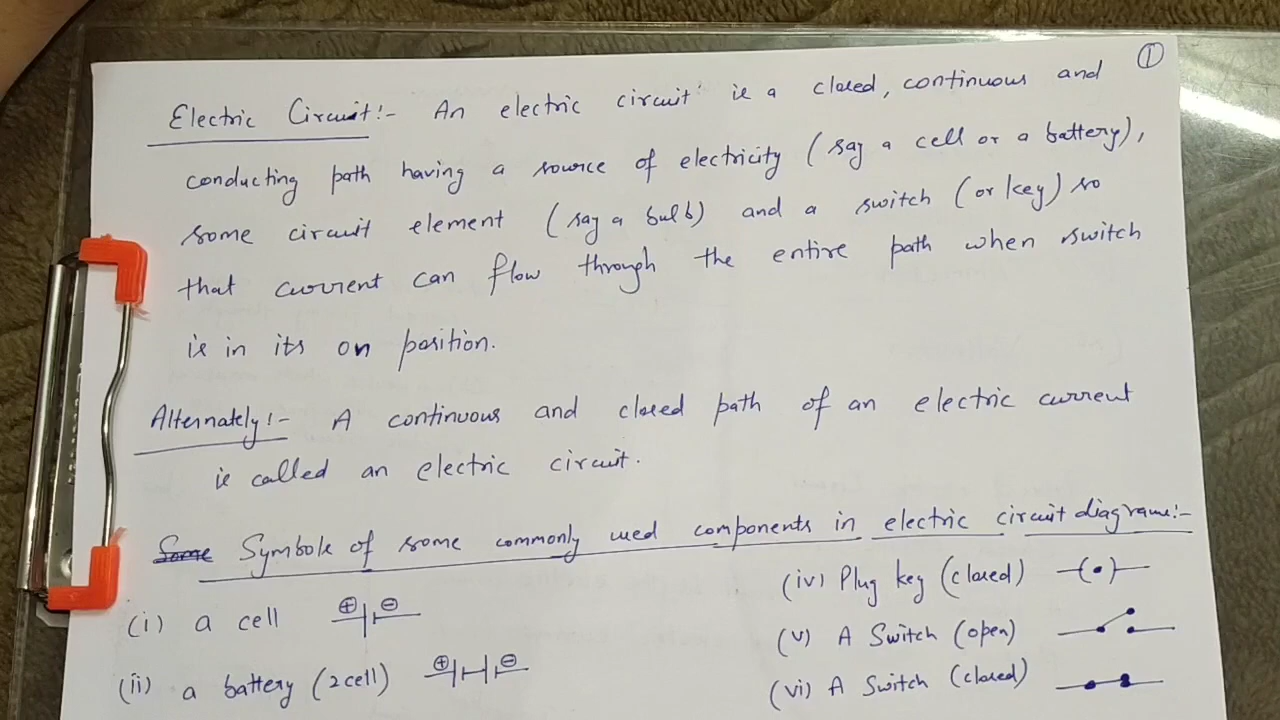 ①
Electric Circuit:- An electric circuit is a closed, continuous and
conducting path having a source of electricity (say a cell or a battery),
some circuit element (say a bulb) and a switch (or key) so
that current can flow through the entire path when switch
is in its on position.
Alternately:- A continuous and closed path of an electric current
is called an electric circuit.
Some Symbols of some commonly used components in electric circuit diagrams:-
(i) a cell ⊕ ⊖
(ii) a battery (2cell) ⊕ ⊖
(iv) Plug key (closed)
(v) A Switch (open)
(vi) A Switch (closed)